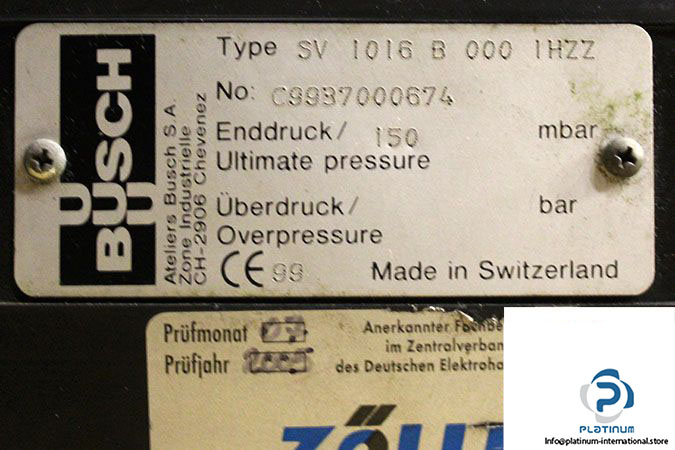 BUSCH
Ateliers Busch S.A.
Zone Industrielle
CH-2906 Chevenez
Type SV 1016 B 000 1HZZ
No: C99B7000674
Enddruck/ 150 mbar
Ultimate pressure
Überdruck/ bar
Overpressure
CE 99 Made in Switzerland
Prüfmonat
Prüfjahr
Anerkannter
im Zentralverban
des Deutschen Elektroha
PLATINUM
Info@platinum-international.store